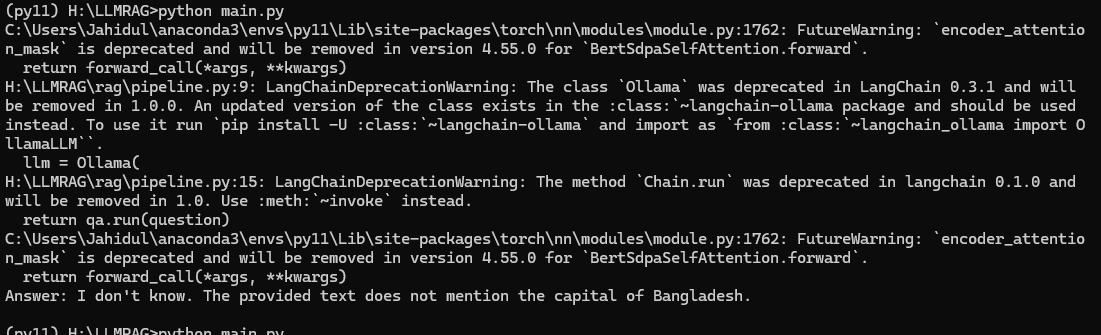 (py11) H:\LLMRAG>python main.py
C:\Users\Jahidul\anaconda3\envs\py11\Lib\site-packages\torch\nn\modules\module.py:1762: FutureWarning: `encoder_attentio
n_mask` is deprecated and will be removed in version 4.55.0 for `BertSdpaSelfAttention.forward`.
  return forward_call(*args, **kwargs)
H:\LLMRAG\rag\pipeline.py:9: LangChainDeprecationWarning: The class `Ollama` was deprecated in LangChain 0.3.1 and will
be removed in 1.0.0. An updated version of the class exists in the :class:`~langchain-ollama package and should be used
instead. To use it run `pip install -U :class:`~langchain-ollama` and import as `from :class:`~langchain_ollama import O
llamaLLM``.
  llm = Ollama(
H:\LLMRAG\rag\pipeline.py:15: LangChainDeprecationWarning: The method `Chain.run` was deprecated in langchain 0.1.0 and
will be removed in 1.0. Use :meth:`~invoke` instead.
  return qa.run(question)
C:\Users\Jahidul\anaconda3\envs\py11\Lib\site-packages\torch\nn\modules\module.py:1762: FutureWarning: `encoder_attentio
n_mask` is deprecated and will be removed in version 4.55.0 for `BertSdpaSelfAttention.forward`.
  return forward_call(*args, **kwargs)
Answer: I don't know. The provided text does not mention the capital of Bangladesh.
(py11) H:\LLMRAG>python main.py